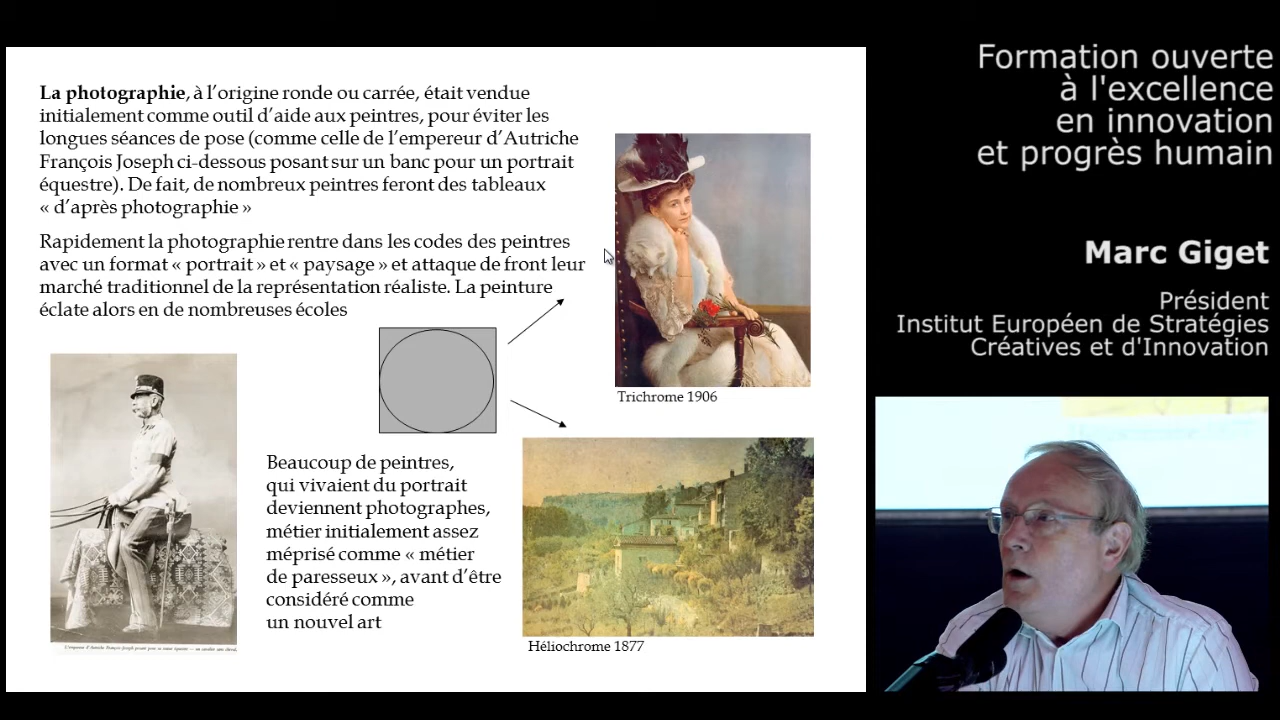 La photographie, à l'origine ronde ou carrée, était vendue
initialement comme outil d'aide aux peintres, pour éviter les
longues séances de pose (comme celle de l'empereur d'Autriche
François Joseph ci-dessous posant sur un banc pour un portrait
équestre). De fait, de nombreux peintres feront des tableaux
« d'après photographie »
Rapidement la photographie rentre dans les codes des peintres
avec un format « portrait » et « paysage » et attaque de front leur
marché traditionnel de la représentation réaliste. La peinture
éclate alors en de nombreuses écoles
Trichrome 1906
Beaucoup de peintres,
qui vivaient du portrait
deviennent photographes,
métier initialement assez
méprisé comme « métier
de paresseux », avant d'être
considéré comme
un nouvel art
Héliochrome 1877
Formation ouverte
à l'excellence
en innovation
et progrès humain
Marc Giget
Président
Institut Européen de Stratégies
Créatives et d'Innovation